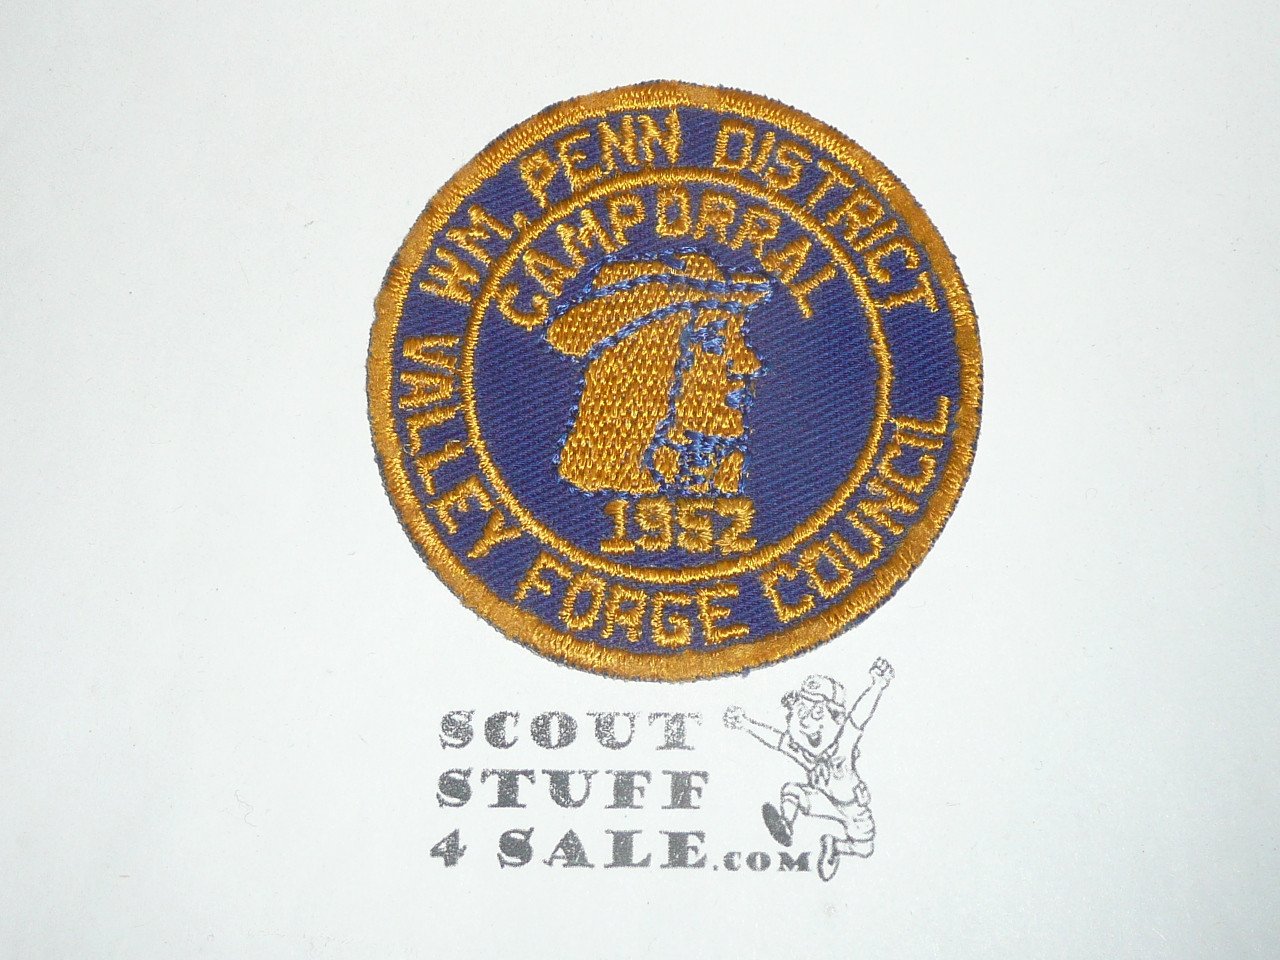 WM. PENN DISTRICT
CAMPORRAL
1952
VALLEY FORGE COUNCIL
SCOUT
STUFF
4 SALE.COM